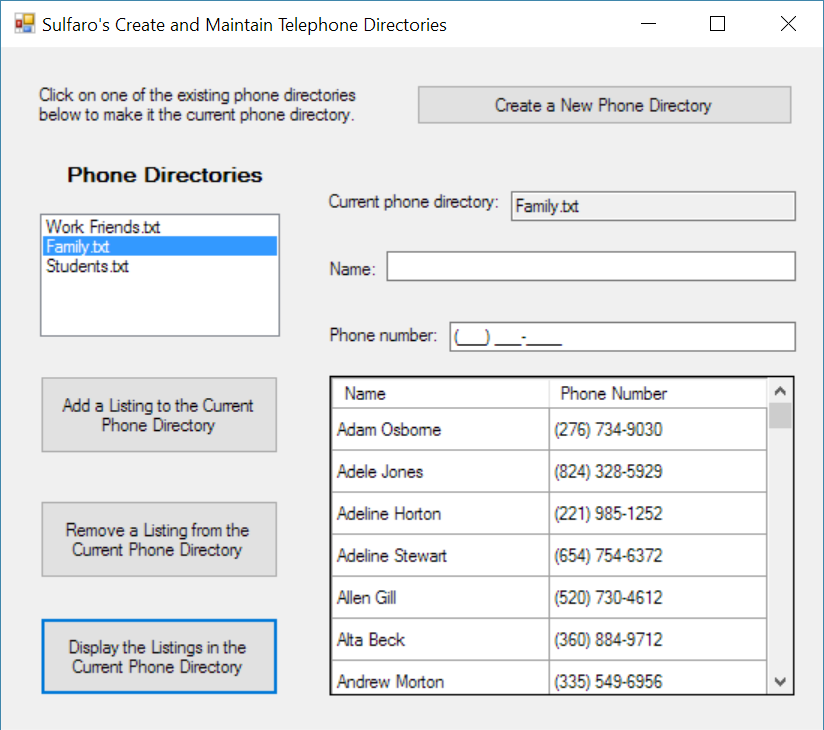 Sulfaro's Create and Maintain Telephone Directories
Click on one of the existing phone directories
below to make it the current phone directory.
Create a New Phone Directory
Phone Directories
Work Friends.txt
Family.txt
Students.txt
Current phone directory: Family.txt
Name:
Phone number: (___) ___-____
Add a Listing to the Current
Phone Directory
Remove a Listing from the
Current Phone Directory
Display the Listings in the
Current Phone Directory
Name Phone Number
Adam Osborne (276) 734-9030
Adele Jones (824) 328-5929
Adeline Horton (221) 985-1252
Adeline Stewart (654) 754-6372
Allen Gill (520) 730-4612
Alta Beck (360) 884-9712
Andrew Morton (335) 549-6956